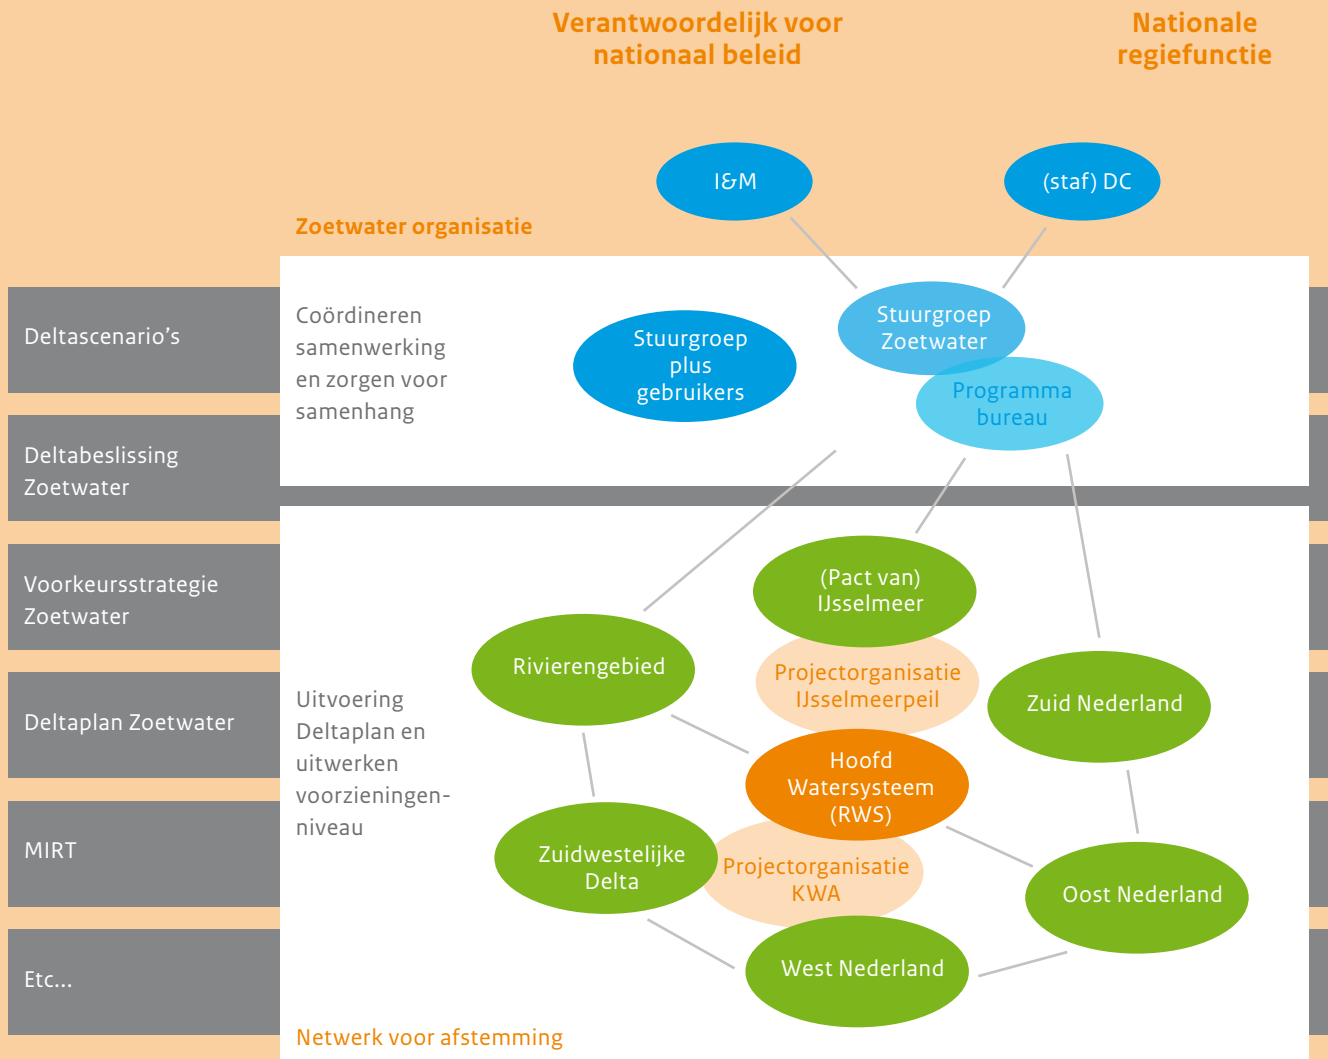 Verantwoordelijk voor
nationaal beleid
Nationale
regiefunctie
I&M
(staf) DC
Zoetwater organisatie
Deltascenario's
Deltabeslissing
Zoetwater
Voorkeursstrategie
Zoetwater
Deltaplan Zoetwater
MIRT
Etc...
Coördineren
samenwerking
en zorgen voor
samenhang
Stuurgroep
plus
gebruikers
Stuurgroep
Zoetwater
Programma
bureau
Uitvoering
Deltaplan en
uitwerken
voorzieningen-
niveau
(Pact van)
IJsselmeer
Rivierengebied
Projectorganisatie
IJsselmeerpeil
Zuid Nederland
Hoofd
Watersysteem
(RWS)
Zuidwestelijke
Delta
Projectorganisatie
KWA
Oost Nederland
West Nederland
Netwerk voor afstemming